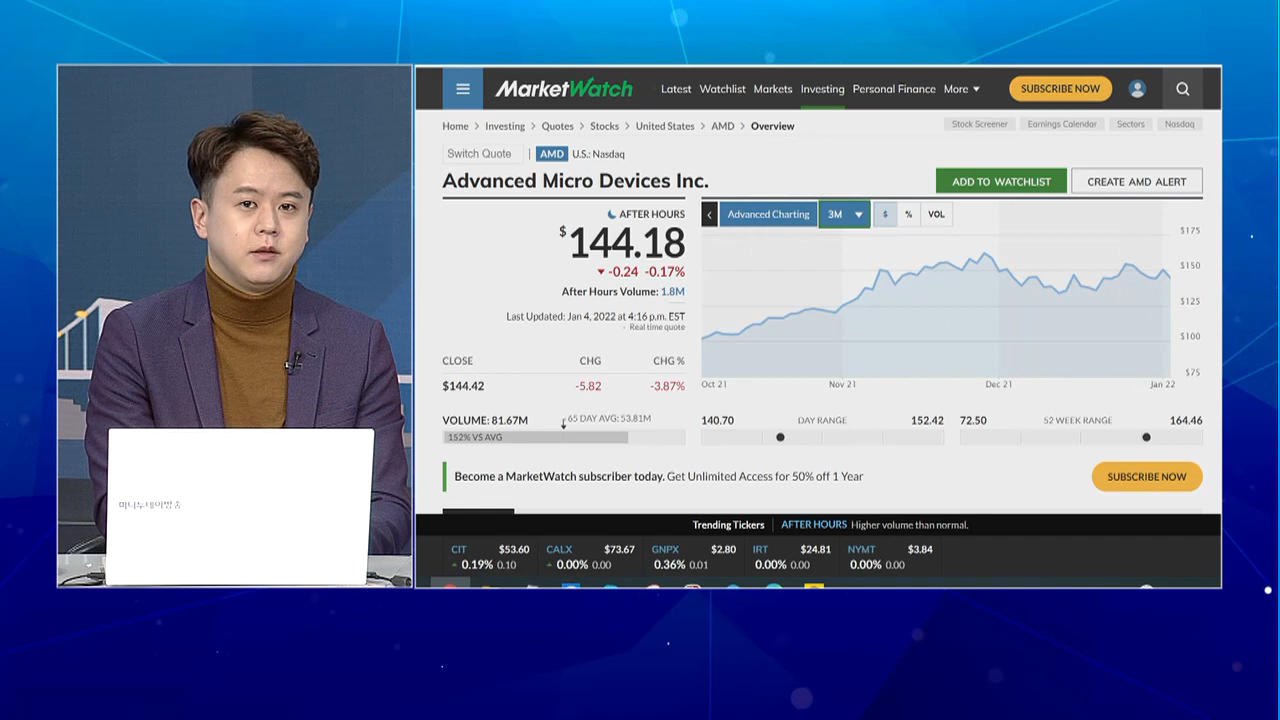 머니투데이방송
MarketWatch
Latest Watchlist Markets Investing Personal Finance More
SUBSCRIBE NOW
Home > Investing > Quotes > Stocks > United States > AMD > Overview
Stock Screener Earnings Calendar Sectors Nasdaq
Switch Quote | AMD U.S.: Nasdaq
Advanced Micro Devices Inc.
ADD TO WATCHLIST CREATE AMD ALERT
AFTER HOURS
$144.18
-0.24 -0.17%
After Hours Volume: 1.8M
Last Updated: Jan 4, 2022 at 4:16 p.m. EST
Real time quote
CLOSE CHG CHG %
$144.42 -5.82 -3.87%
VOLUME: 81.67M 65 DAY AVG: 53.81M
152% VS AVG
Advanced Charting 3M $ % VOL
$175
$150
$125
$100
$75
Oct 21 Nov 21 Dec 21 Jan 22
140.70 DAY RANGE 152.42
72.50 52 WEEK RANGE 164.46
Become a MarketWatch subscriber today. Get Unlimited Access for 50% off 1 Year
SUBSCRIBE NOW
Trending Tickers AFTER HOURS Higher volume than normal.
CIT $53.60 CALX $73.67 GNPX $2.80 IRT $24.81 NYMT $3.84
0.19% 0.10 0.00% 0.00 0.36% 0.01 0.00% 0.00 0.00% 0.00